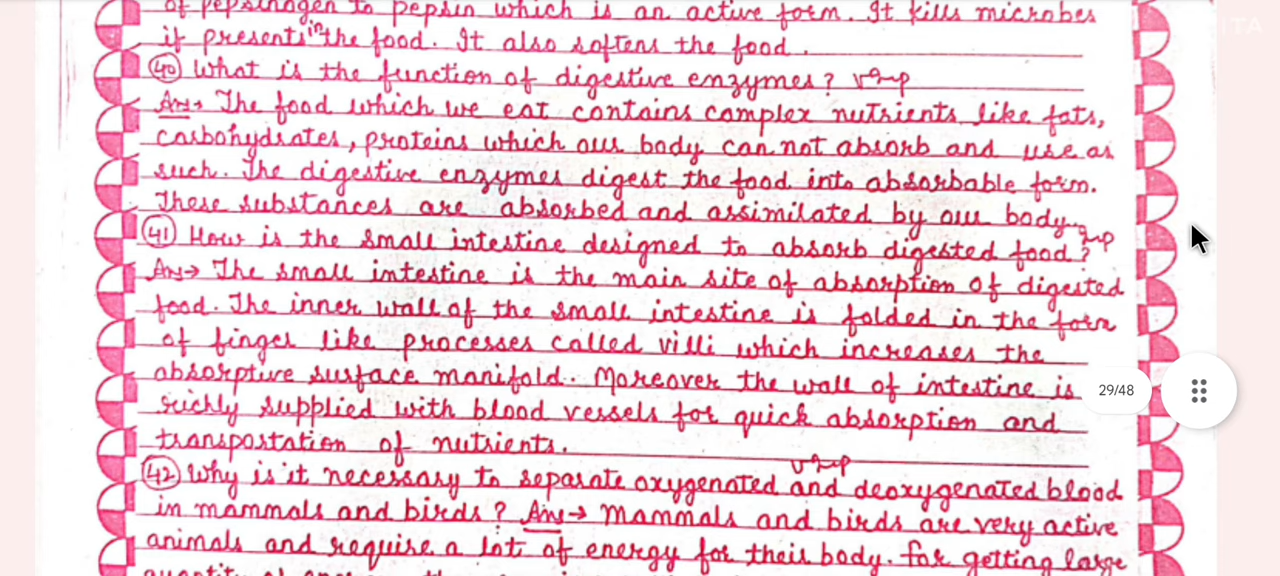 of pepsinogen to pepsin which is an active form. It kills microbes
ITA
if presents in the food. It also softens the food.
40 What is the function of digestive enzymes? V.Imp
Ans→ The food which we eat contains complex nutrients like fats,
carbohydrates, proteins which our body can not absorb and use as
such. The digestive enzymes digest the food into absorbable form.
These substances are absorbed and assimilated by our body.
41 How is the small intestine designed to absorb digested food? Imp
Ans→ The small intestine is the main site of absorption of digested
food. The inner wall of the small intestine is folded in the form
of finger like processes called villi which increases the
absorptive surface manifold. Moreover the wall of intestine is
29/48
richly supplied with blood vessels for quick absorption and
transportation of nutrients.
V.Imp
42 Why is it necessary to separate oxygenated and deoxygenated blood
in mammals and birds? Ans→ Mammals and birds are very active
animals and require a lot of energy for their body. For getting large
quantity of